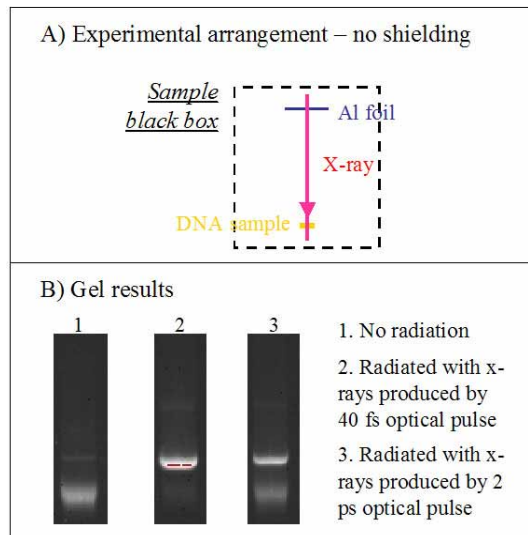 A) Experimental arrangement – no shielding
Sample
black box
Al foil
X-ray
DNA sample
B) Gel results
1
2
3
1. No radiation
2. Radiated with x-
rays produced by
40 fs optical pulse
3. Radiated with x-
rays produced by 2
ps optical pulse